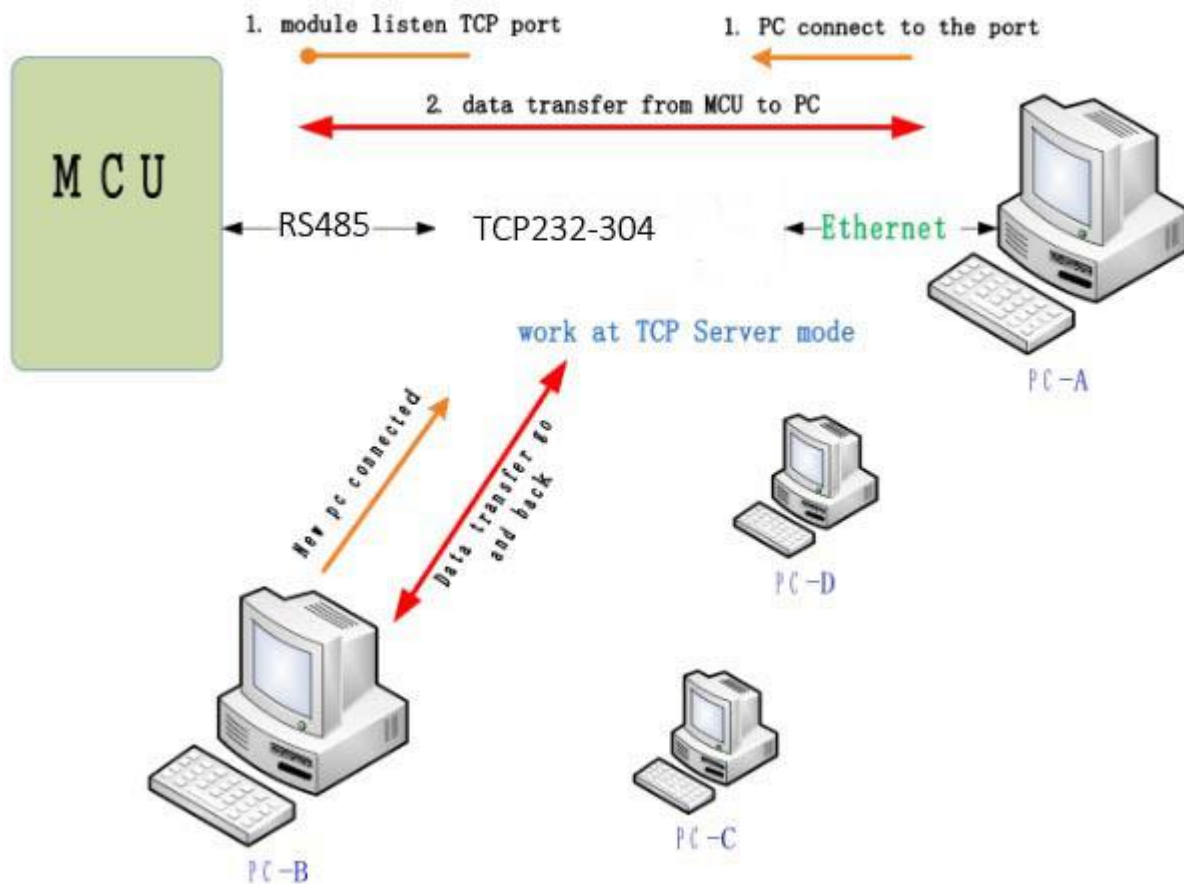 1. module listen TCP port
1. PC connect to the port
2. data transfer from MCU to PC
MCU
RS485
TCP232-304
Ethernet
work at TCP Server mode
PC-A
New pc connected
Data transfer go
and back
PC-D
PC-B
PC-C